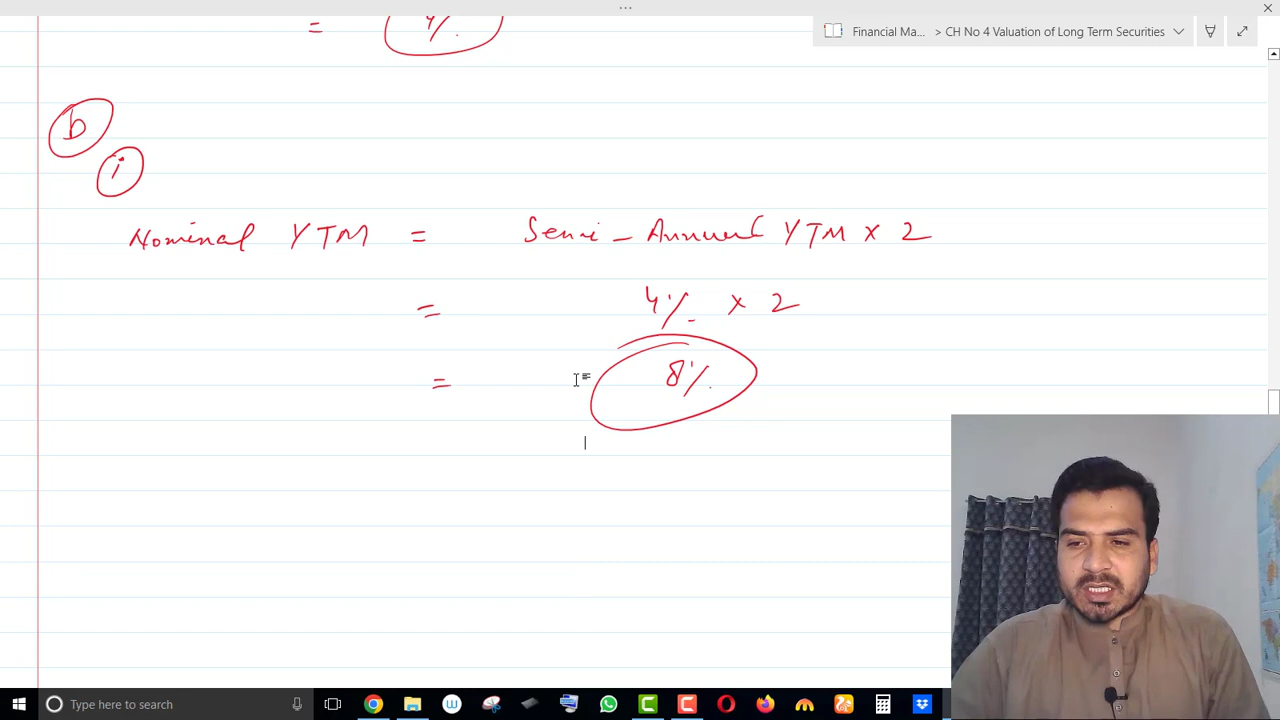 Financial Ma... > CH No 4 Valuation of Long Term Securities
= 4%
b
i
Nominal YTM = Semi-Annual YTM × 2
= 4% × 2
= 8%
Type here to search